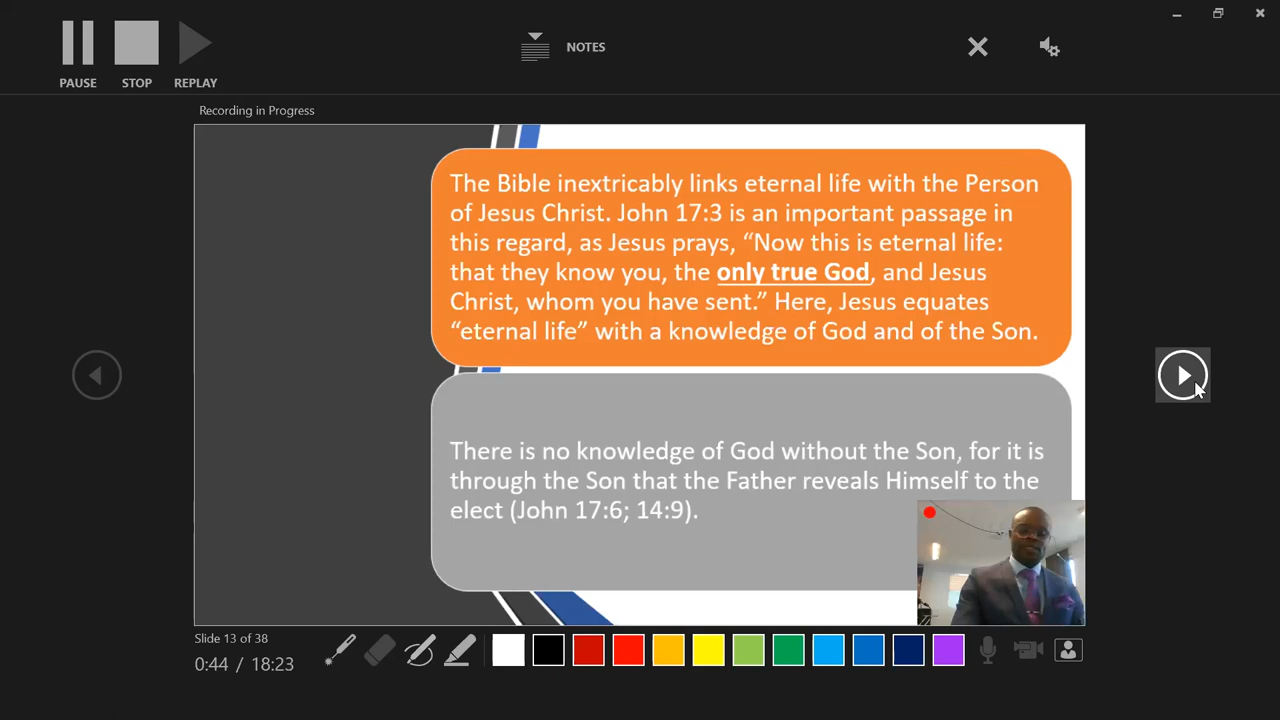 NOTES
PAUSE STOP REPLAY
Recording in Progress
The Bible inextricably links eternal life with the Person
of Jesus Christ. John 17:3 is an important passage in
this regard, as Jesus prays, “Now this is eternal life:
that they know you, the only true God, and Jesus
Christ, whom you have sent.” Here, Jesus equates
“eternal life” with a knowledge of God and of the Son.
There is no knowledge of God without the Son, for it is
through the Son that the Father reveals Himself to the
elect (John 17:6; 14:9).
Slide 13 of 38
0:44 / 18:23